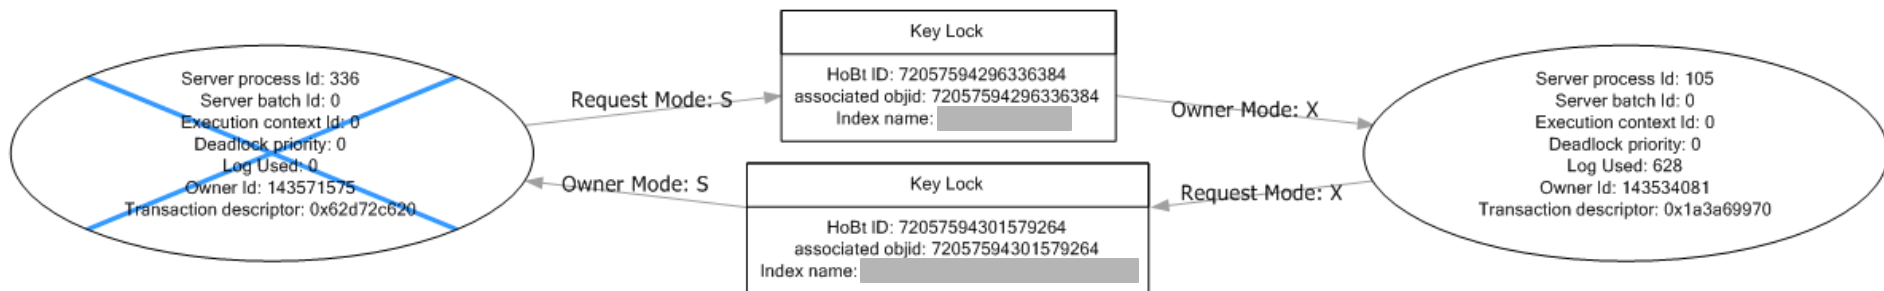 Server process Id: 336
Server batch Id: 0
Execution context Id: 0
Deadlock priority: 0
Log Used: 0
Owner Id: 143571575
Transaction descriptor: 0x62d72c620
Request Mode: S
Owner Mode: S
Key Lock
HoBt ID: 72057594296336384
associated objid: 72057594296336384
Index name:
Key Lock
HoBt ID: 72057594301579264
associated objid: 72057594301579264
Index name:
Owner Mode: X
Request Mode: X
Server process Id: 105
Server batch Id: 0
Execution context Id: 0
Deadlock priority: 0
Log Used: 628
Owner Id: 143534081
Transaction descriptor: 0x1a3a69970